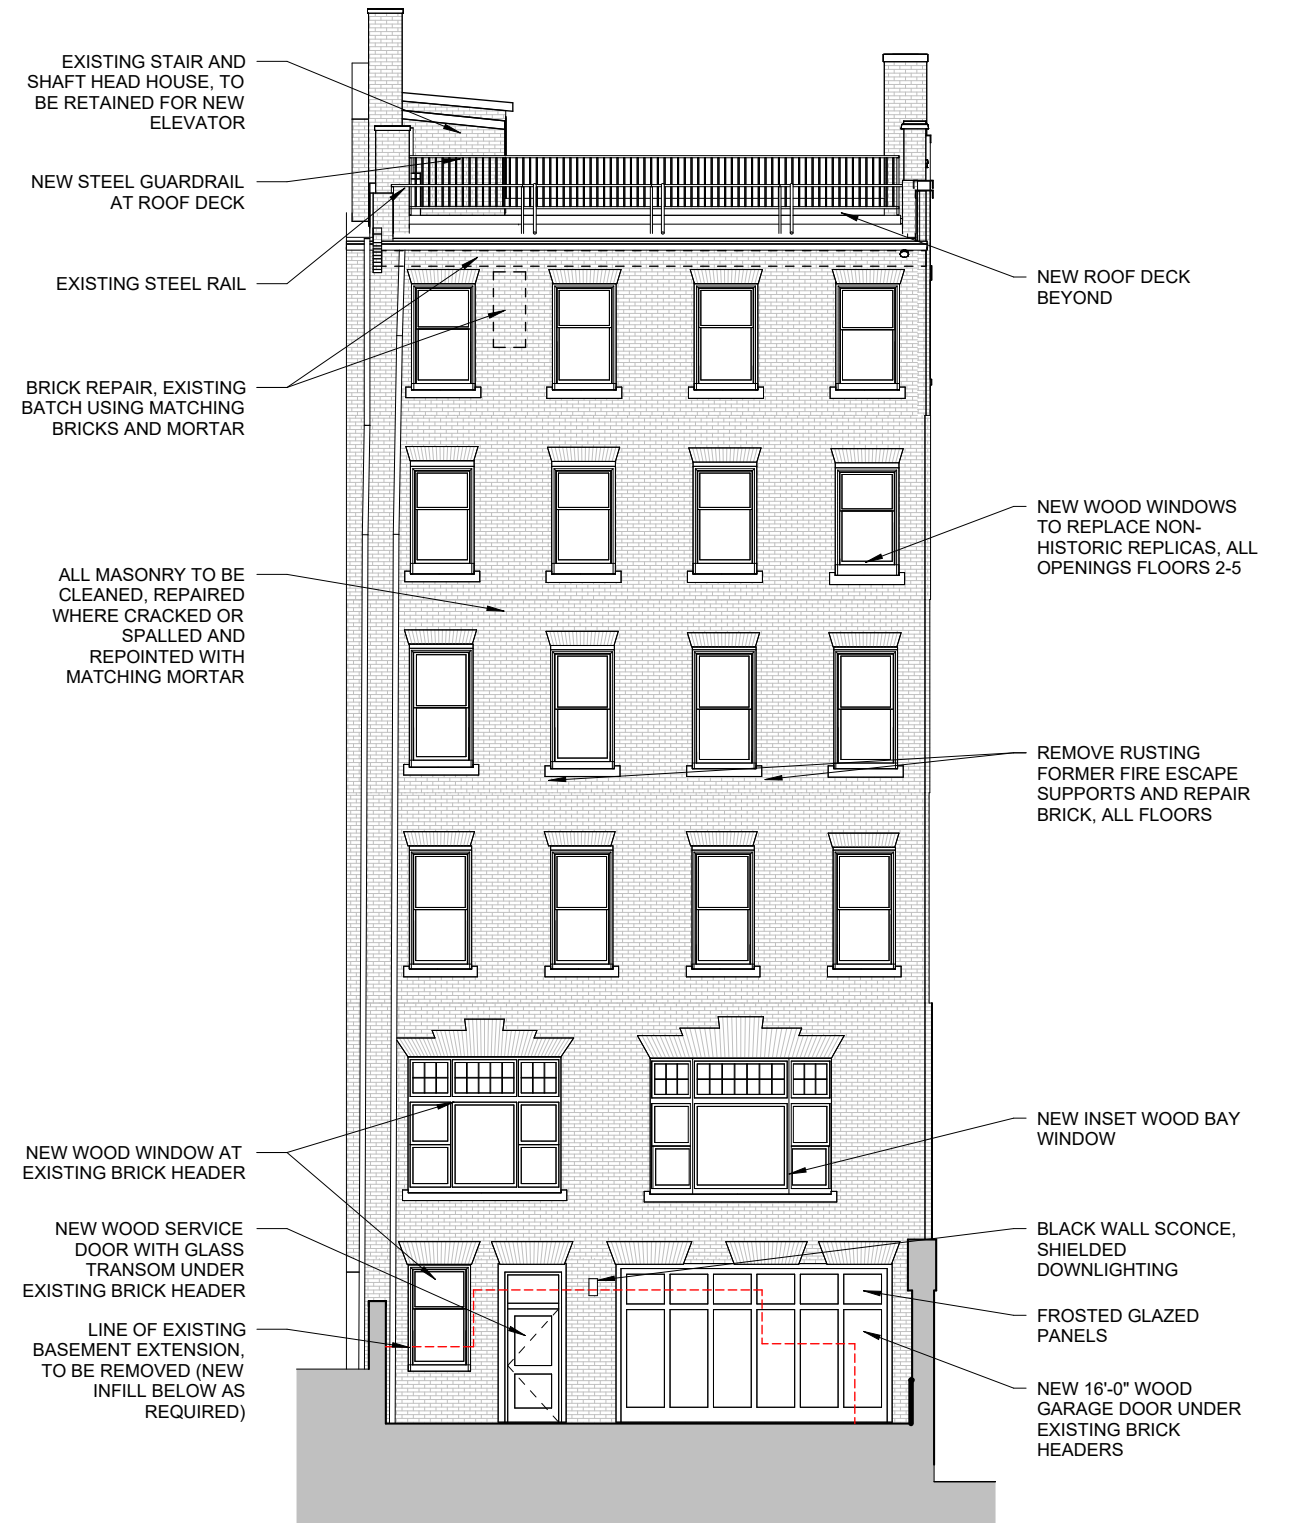 EXISTING STAIR AND
SHAFT HEAD HOUSE, TO
BE RETAINED FOR NEW
ELEVATOR
NEW STEEL GUARDRAIL
AT ROOF DECK
EXISTING STEEL RAIL
BRICK REPAIR, EXISTING
BATCH USING MATCHING
BRICKS AND MORTAR
ALL MASONRY TO BE
CLEANED, REPAIRED
WHERE CRACKED OR
SPALLED AND
REPOINTED WITH
MATCHING MORTAR
NEW WOOD WINDOW AT
EXISTING BRICK HEADER
NEW WOOD SERVICE
DOOR WITH GLASS
TRANSOM UNDER
EXISTING BRICK HEADER
LINE OF EXISTING
BASEMENT EXTENSION,
TO BE REMOVED (NEW
INFILL BELOW AS
REQUIRED)
NEW ROOF DECK
BEYOND
NEW WOOD WINDOWS
TO REPLACE NON-
HISTORIC REPLICAS, ALL
OPENINGS FLOORS 2-5
REMOVE RUSTING
FORMER FIRE ESCAPE
SUPPORTS AND REPAIR
BRICK, ALL FLOORS
NEW INSET WOOD BAY
WINDOW
BLACK WALL SCONCE,
SHIELDED
DOWNLIGHTING
FROSTED GLAZED
PANELS
NEW 16'-0" WOOD
GARAGE DOOR UNDER
EXISTING BRICK
HEADERS